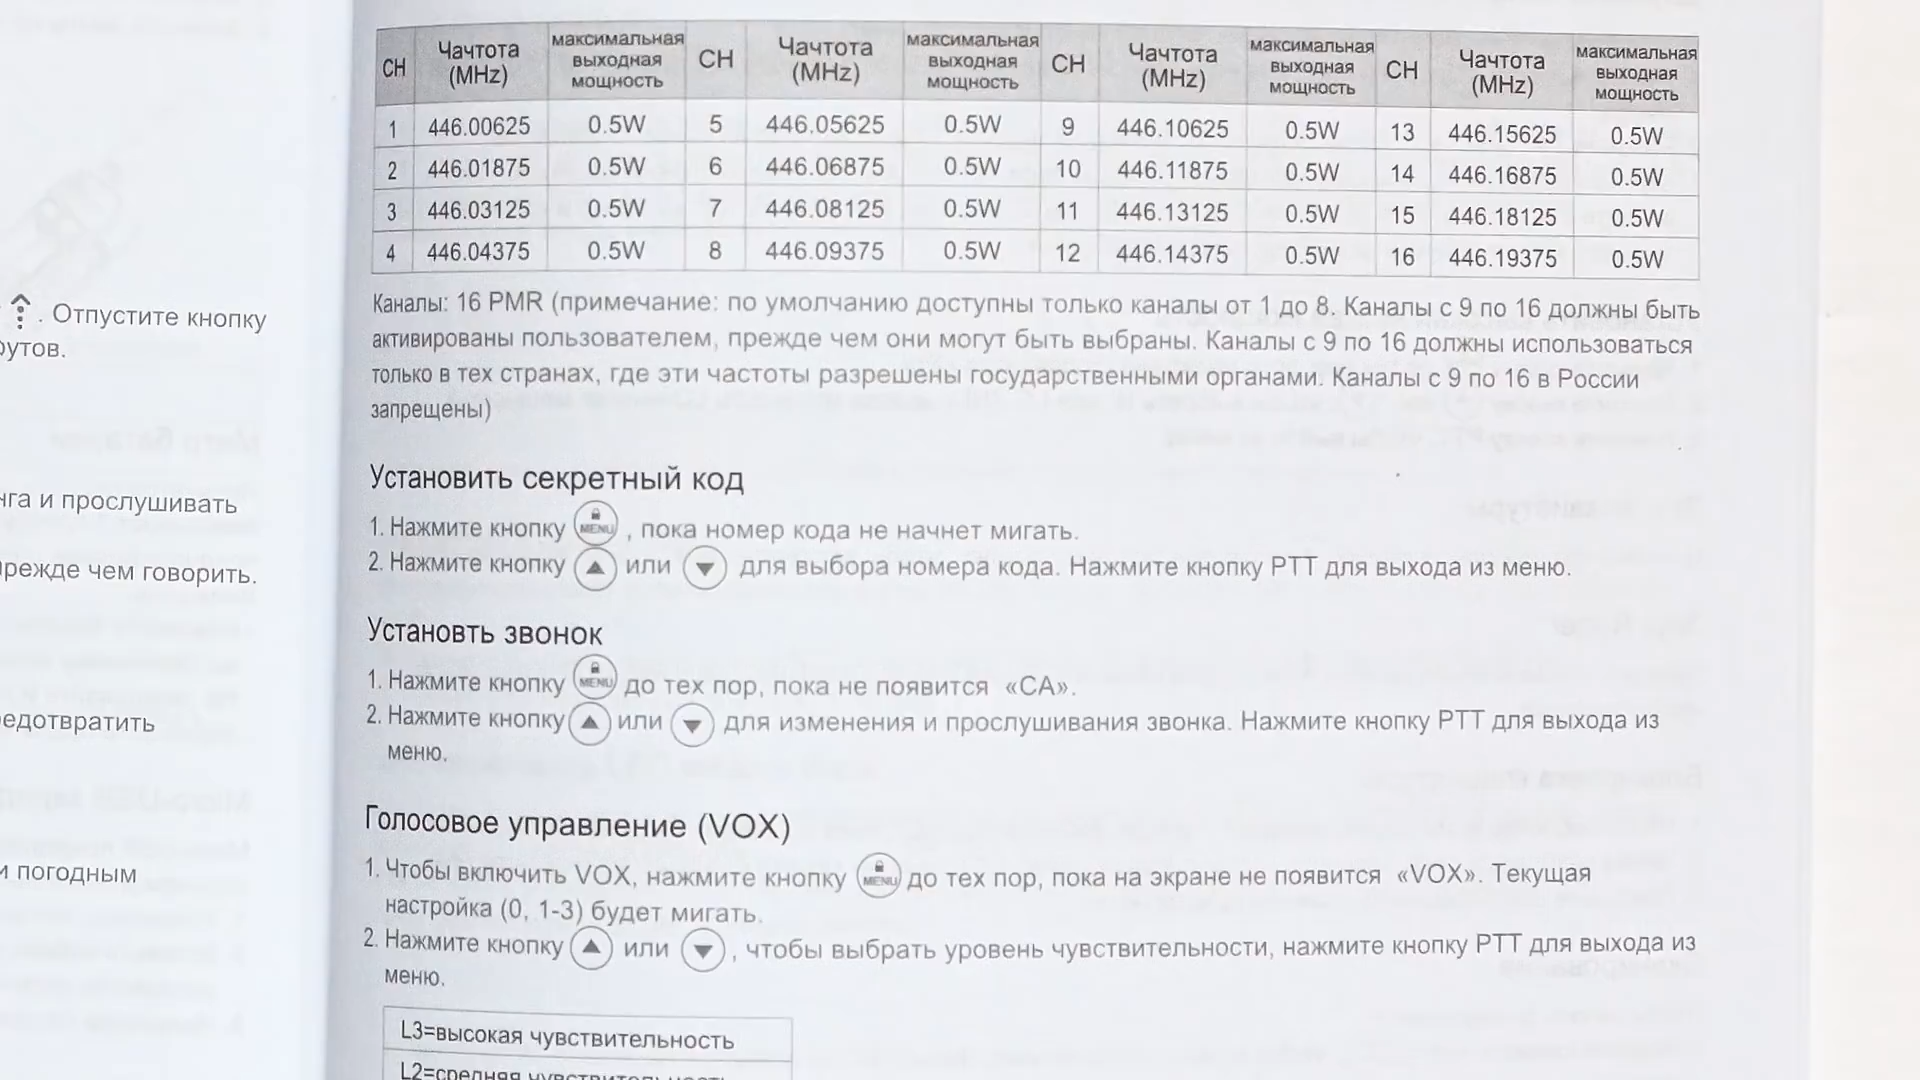 CH Чачтота (MHz) максимальная выходная мощность CH Чачтота (MHz) максимальная выходная мощность CH Чачтота (MHz) максимальная выходная мощность CH Чачтота (MHz) максимальная выходная мощность
1 446.00625 0.5W 5 446.05625 0.5W 9 446.10625 0.5W 13 446.15625 0.5W
2 446.01875 0.5W 6 446.06875 0.5W 10 446.11875 0.5W 14 446.16875 0.5W
3 446.03125 0.5W 7 446.08125 0.5W 11 446.13125 0.5W 15 446.18125 0.5W
4 446.04375 0.5W 8 446.09375 0.5W 12 446.14375 0.5W 16 446.19375 0.5W
Каналы: 16 PMR (примечание: по умолчанию доступны только каналы от 1 до 8. Каналы с 9 по 16 должны быть
активированы пользователем, прежде чем они могут быть выбраны. Каналы с 9 по 16 должны использоваться
только в тех странах, где эти частоты разрешены государственными органами. Каналы с 9 по 16 в России
запрещены)
Установить секретный код
1. Нажмите кнопку MENU , пока номер кода не начнет мигать.
2. Нажмите кнопку ▲ или ▼ для выбора номера кода. Нажмите кнопку PTT для выхода из меню.
Установть звонок
1. Нажмите кнопку MENU до тех пор, пока не появится «CA».
2. Нажмите кнопку ▲ или ▼ для изменения и прослушивания звонка. Нажмите кнопку PTT для выхода из
меню.
Голосовое управление (VOX)
1. Чтобы включить VOX, нажмите кнопку MENU до тех пор, пока на экране не появится «VOX». Текущая
настройка (0, 1-3) будет мигать.
2. Нажмите кнопку ▲ или ▼ , чтобы выбрать уровень чувствительности, нажмите кнопку PTT для выхода из
меню.
L3=высокая чувствительность
L2=средняя чувствительность
. Отпустите кнопку
футов.
нга и прослушивать
прежде чем говорить.
едотвратить
и погодным